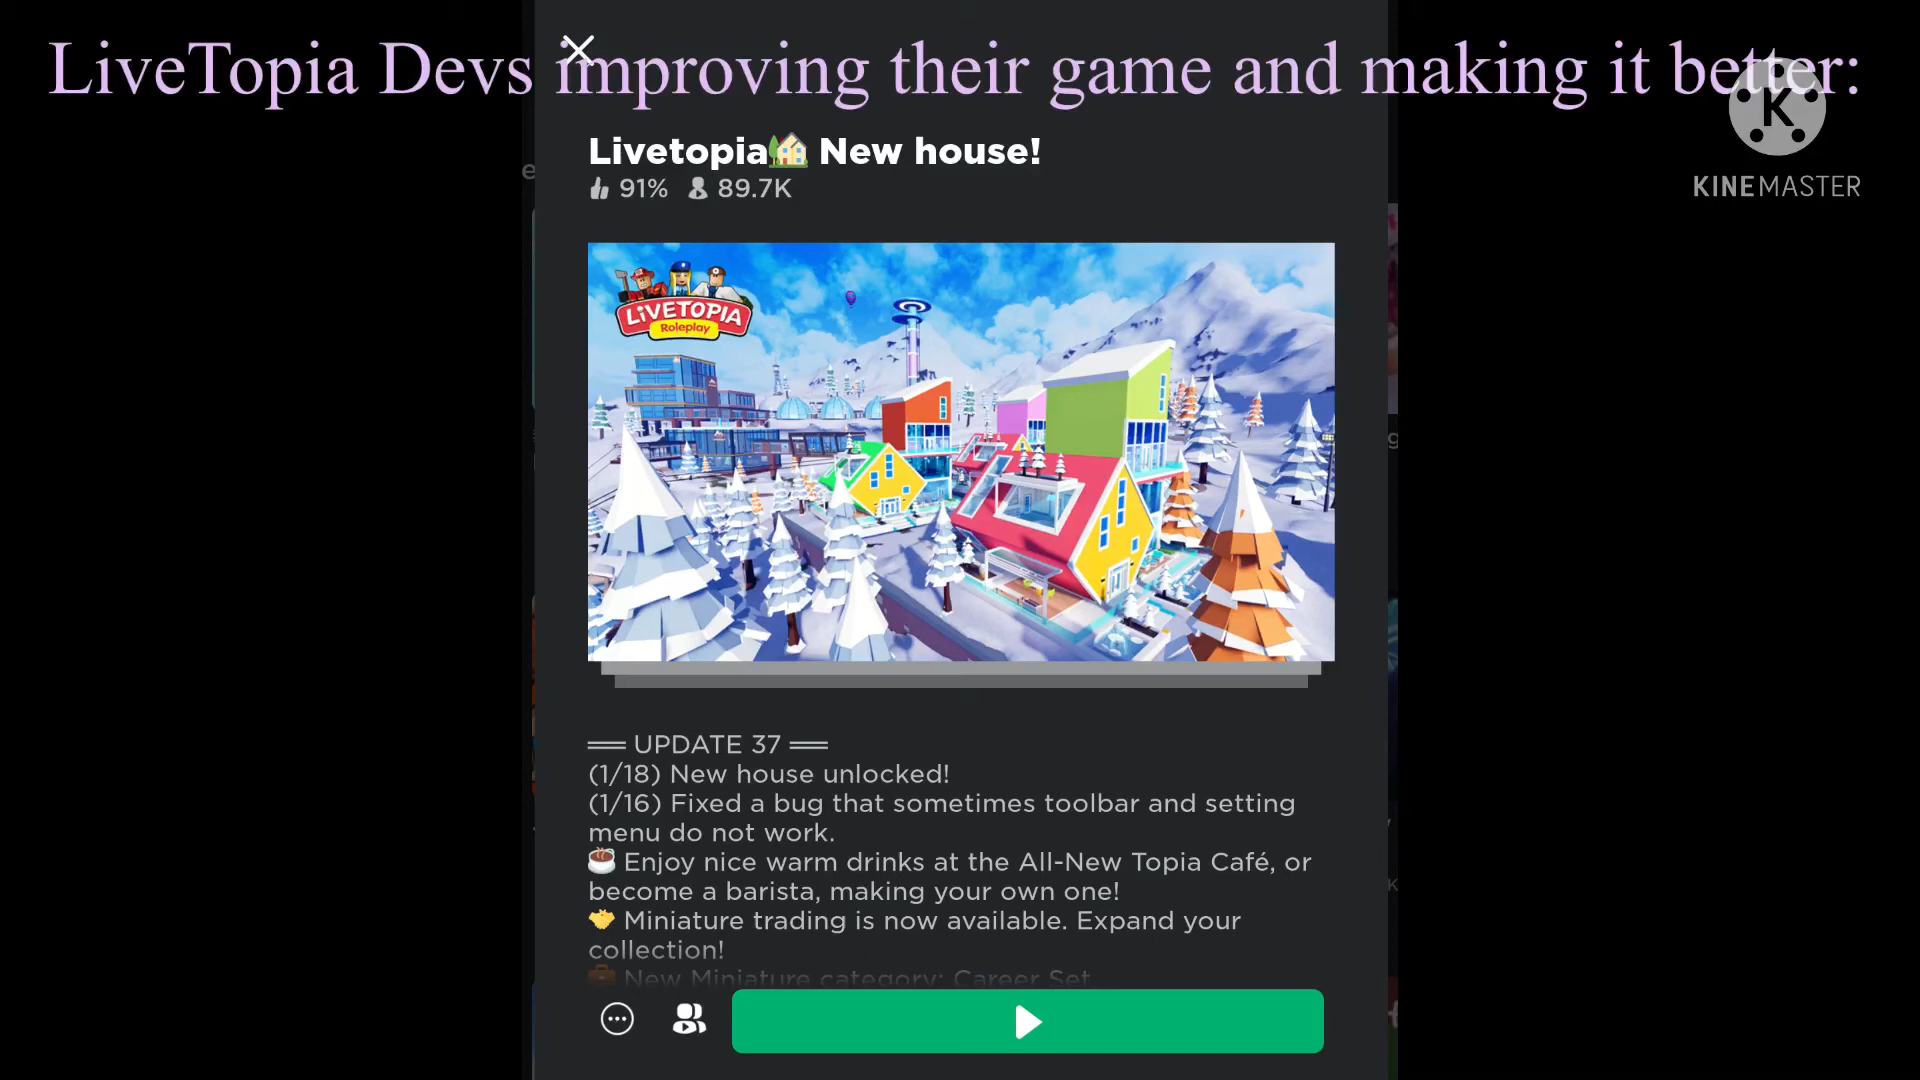 LiveTopia Devs improving their game and making it better:
KINEMASTER
Livetopia🏡 New house!
91% 89.7K
LiVETOPIA
Roleplay
══ UPDATE 37 ══
(1/18) New house unlocked!
(1/16) Fixed a bug that sometimes toolbar and setting
menu do not work.
☕ Enjoy nice warm drinks at the All-New Topia Café, or
become a barista, making your own one!
🤝 Miniature trading is now available. Expand your
collection!
💼 New Miniature category: Career Set